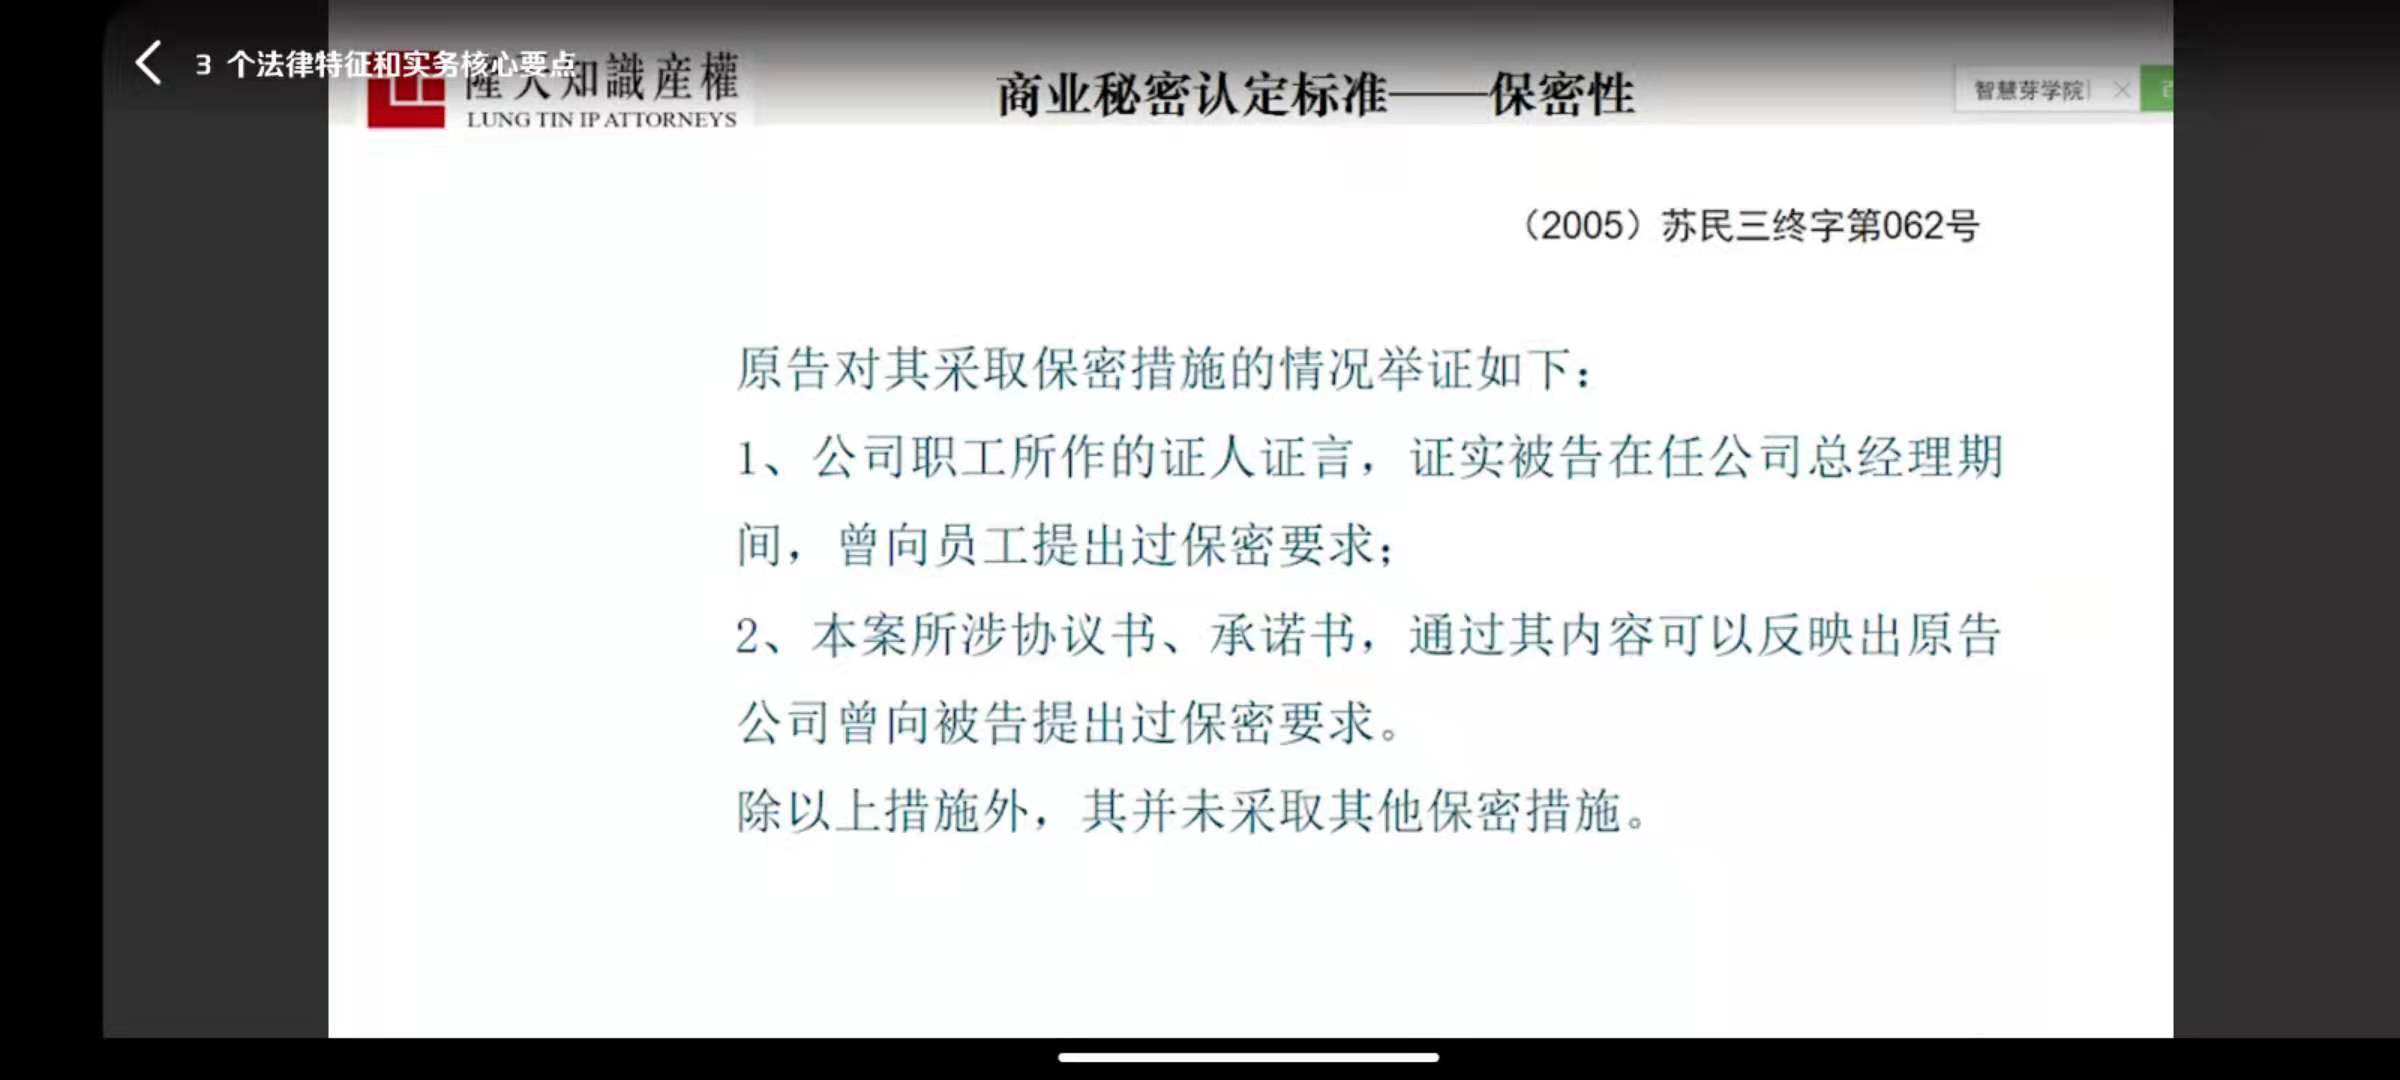 3 个法律特征和实务核心要点
隆天知識産權
LUNG TIN IP ATTORNEYS
商业秘密认定标准——保密性
智慧芽学院
（2005）苏民三终字第062号
原告对其采取保密措施的情况举证如下：
1、公司职工所作的证人证言，证实被告在任公司总经理期
间，曾向员工提出过保密要求；
2、本案所涉协议书、承诺书，通过其内容可以反映出原告
公司曾向被告提出过保密要求。
除以上措施外，其并未采取其他保密措施。